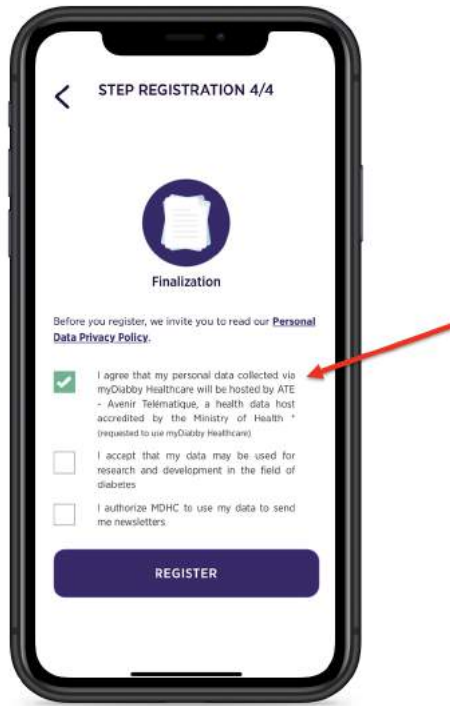 STEP REGISTRATION 4/4
Finalization
Before you register, we invite you to read our Personal
Data Privacy Policy.
I agree that my personal data collected via
myDiabby Healthcare will be hosted by ATE
- Avenir Télématique, a health data host
accredited by the Ministry of Health *
(requested to use myDiabby Healthcare)
I accept that my data may be used for
research and development in the field of
diabetes
I authorize MDHC to use my data to send
me newsletters
REGISTER